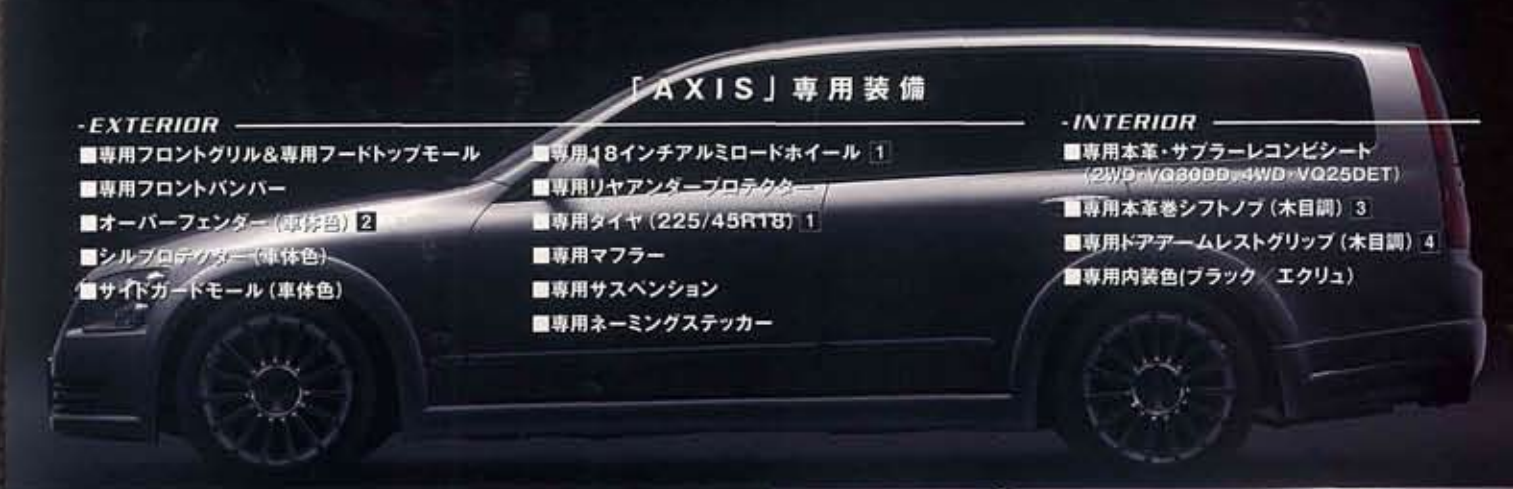 「AXIS」専用装備
-EXTERIOR
■専用フロントグリル&専用フードトップモール
■専用フロントバンパー
■オーバーフェンダー(車体色) 2
■シルプロテクター(車体色)
■サイドガードモール(車体色)
■専用18インチアルミロードホイール 1
■専用リヤアンダープロテクター
■専用タイヤ(225/45R18) 1
■専用マフラー
■専用サスペンション
■専用ネーミングステッカー
-INTERIOR
■専用本革・サプラーレコンビシート
(2WD・VQ30DD、4WD・VQ25DET)
■専用本革巻シフトノブ(木目調) 3
■専用ドアアームレストグリップ(木目調) 4
■専用内装色(ブラック/エクリュ)